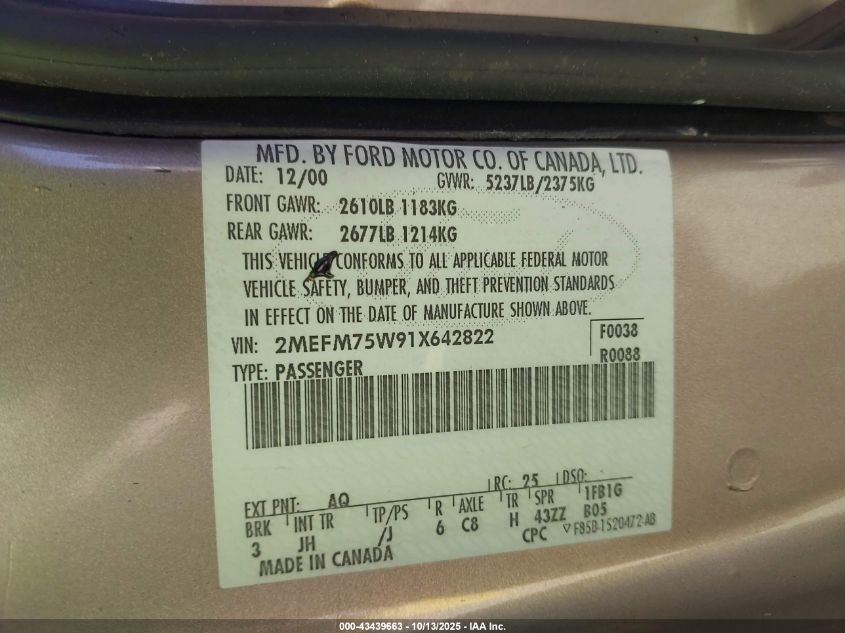 MFD. BY FORD MOTOR CO. OF CANADA, LTD.
DATE: 12/00 GVWR: 5237LB/2375KG
FRONT GAWR: 2610LB 1183KG
REAR GAWR: 2677LB 1214KG
THIS VEHICLE CONFORMS TO ALL APPLICABLE FEDERAL MOTOR
VEHICLE SAFETY, BUMPER, AND THEFT PREVENTION STANDARDS
IN EFFECT ON THE DATE OF MANUFACTURE SHOWN ABOVE.
VIN: 2MEFM75W91X642822 F0038
TYPE: PASSENGER R0088
EXT PNT: AQ RC: 25 DSO:
BRK INT TR TP/PS R AXLE TR SPR 1FB1G
3 JH /J 6 C8 H 43ZZ B05
MADE IN CANADA CPC F85B-1520472-AB
000-43439663 - 10/13/2025 - IAA Inc.